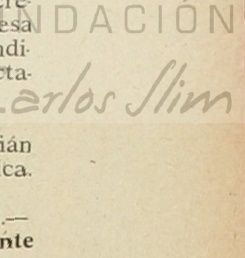 NDACIÓN
esa
ndi-
cta-
Carlos Slim
ián
ca.
.—
nte